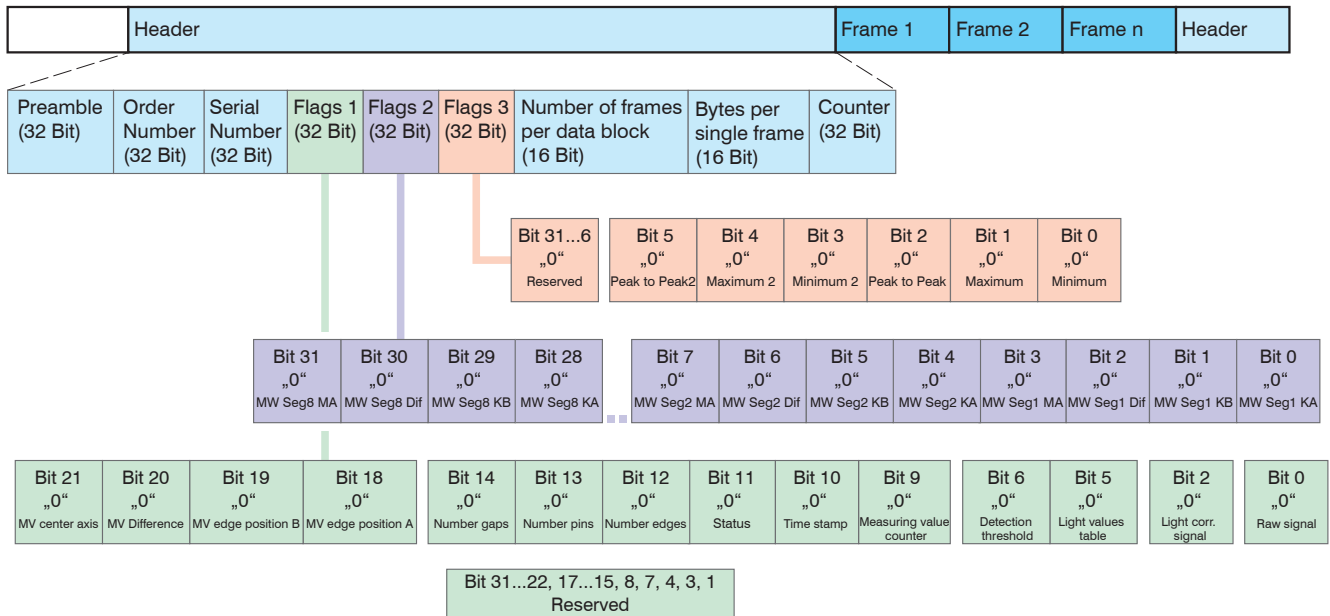 Header
Frame 1
Frame 2
Frame n
Header
Preamble
(32 Bit)
Order
Number
(32 Bit)
Serial
Number
(32 Bit)
Flags 1
(32 Bit)
Flags 2
(32 Bit)
Flags 3
(32 Bit)
Number of frames
per data block
(16 Bit)
Bytes per
single frame
(16 Bit)
Counter
(32 Bit)
Bit 31...6
„0“
Reserved
Bit 5
„0“
Peak to Peak2
Bit 4
„0“
Maximum 2
Bit 3
„0“
Minimum 2
Bit 2
„0“
Peak to Peak
Bit 1
„0“
Maximum
Bit 0
„0“
Minimum
Bit 31
„0“
MW Seg8 MA
Bit 30
„0“
MW Seg8 Dif
Bit 29
„0“
MW Seg8 KB
Bit 28
„0“
MW Seg8 KA
Bit 7
„0“
MW Seg2 MA
Bit 6
„0“
MW Seg2 Dif
Bit 5
„0“
MW Seg2 KB
Bit 4
„0“
MW Seg2 KA
Bit 3
„0“
MW Seg1 MA
Bit 2
„0“
MW Seg1 Dif
Bit 1
„0“
MW Seg1 KB
Bit 0
„0“
MW Seg1 KA
Bit 21
„0“
MV center axis
Bit 20
„0“
MV Difference
Bit 19
„0“
MV edge position B
Bit 18
„0“
MV edge position A
Bit 14
„0“
Number gaps
Bit 13
„0“
Number pins
Bit 12
„0“
Number edges
Bit 11
„0“
Status
Bit 10
„0“
Time stamp
Bit 9
„0“
Measuring value
counter
Bit 6
„0“
Detection
threshold
Bit 5
„0“
Light values
table
Bit 2
„0“
Light corr.
signal
Bit 0
„0“
Raw signal
Bit 31...22, 17...15, 8, 7, 4, 3, 1
Reserved